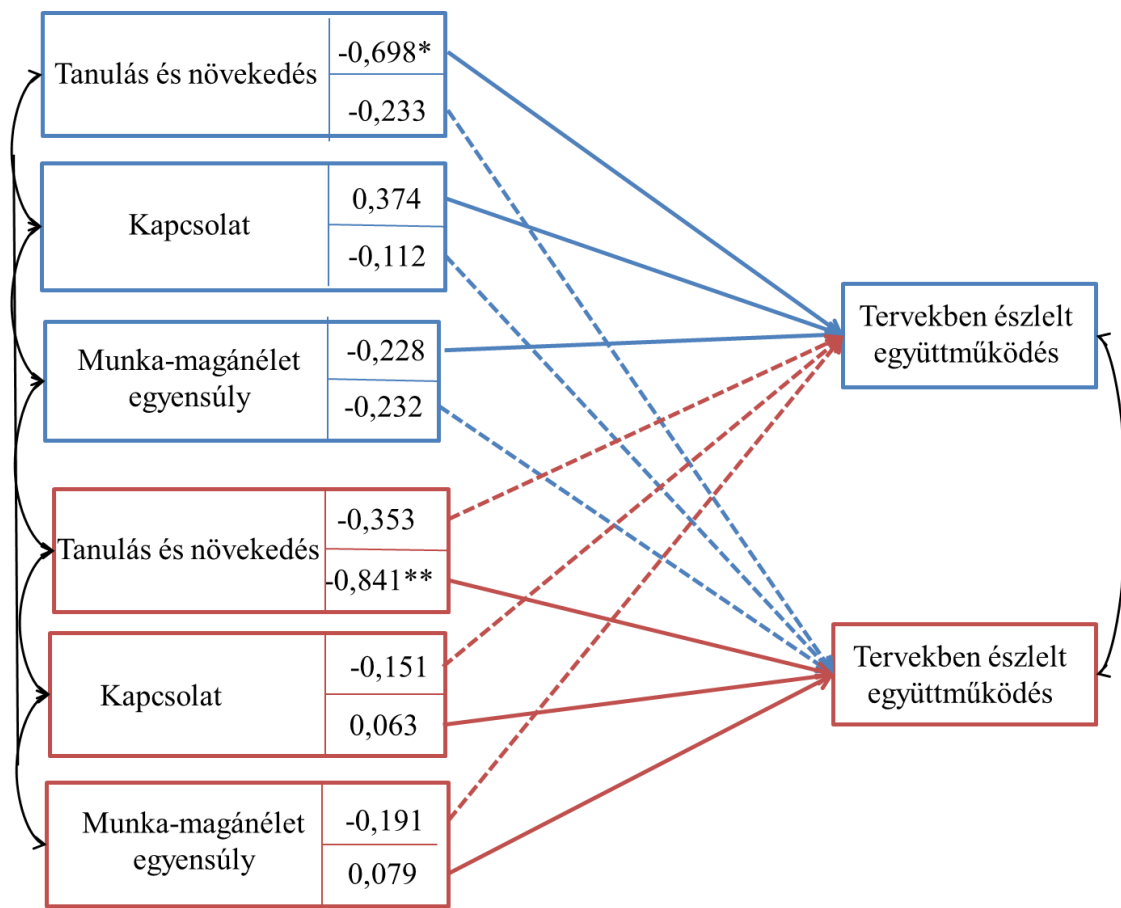 Tanulás és növekedés
-0,698*
-0,233
Kapcsolat
0,374
-0,112
Munka-magánélet
egyensúly
-0,228
-0,232
Tanulás és növekedés
-0,353
-0,841**
Kapcsolat
-0,151
0,063
Munka-magánélet
egyensúly
-0,191
0,079
Tervekben észlelt
együttműködés
Tervekben észlelt
együttműködés